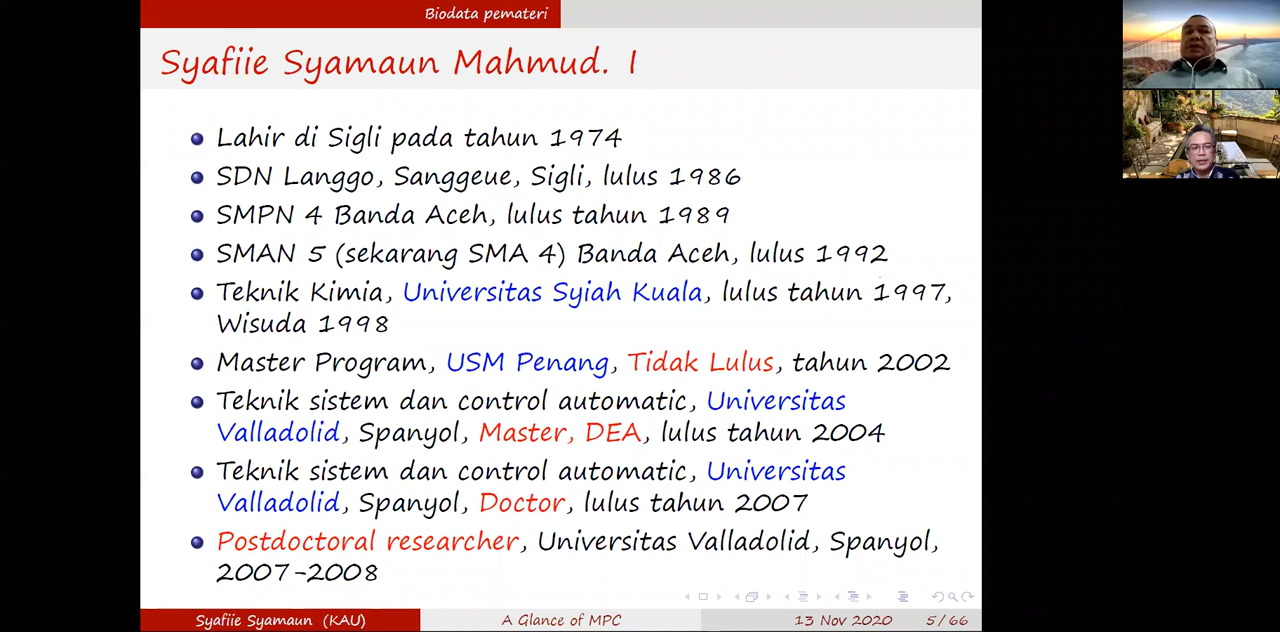 Biodata pemateri
Syafiie Syamaun Mahmud. I
Lahir di Sigli pada tahun 1974
SDN Langgo, Sanggeue, Sigli, lulus 1986
SMPN 4 Banda Aceh, lulus tahun 1989
SMAN 5 (sekarang SMA 4) Banda Aceh, lulus 1992
Teknik Kimia, Universitas Syiah Kuala, lulus tahun 1997,
Wisuda 1998
Master Program, USM Penang, Tidak Lulus, tahun 2002
Teknik sistem dan control automatic, Universitas
Valladolid, Spanyol, Master, DEA, lulus tahun 2004
Teknik sistem dan control automatic, Universitas
Valladolid, Spanyol, Doctor, lulus tahun 2007
Postdoctoral researcher, Universitas Valladolid, Spanyol,
2007-2008
Syafiie Syamaun (KAU) A Glance of MPC 13 Nov 2020 5/66